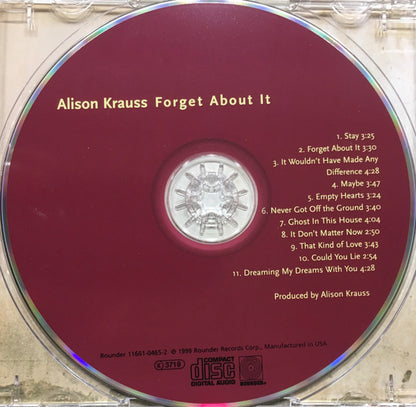 Alison Krauss Forget About It
1. Stay 3:25
2. Forget About It 3:30
3. It Wouldn't Have Made Any
Difference 4:28
4. Maybe 3:47
5. Empty Hearts 3:24
6. Never Got Off the Ground 3:40
7. Ghost In This House 4:04
8. It Don't Matter Now 2:50
9. That Kind of Love 3:43
10. Could You Lie 2:54
11. Dreaming My Dreams With You 4:28
Produced by Alison Krauss
Rounder 11661-0465-2 ℗ © 1999 Rounder Records Corp., Manufactured in USA
3719
COMPACT
disc
DIGITAL AUDIO
ROUNDER